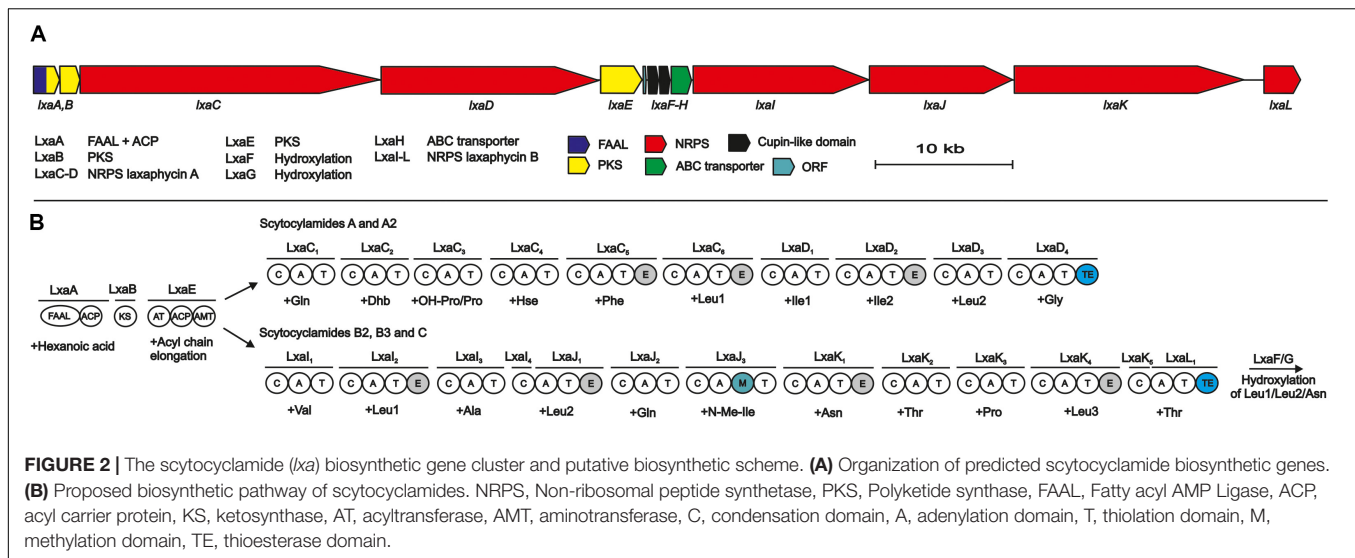 A
lxaA,B lxaC lxaD lxaE lxaF-H lxaI lxaJ lxaK lxaL
LxaA FAAL + ACP
LxaB PKS
LxaC-D NRPS laxaphycin A
LxaE PKS
LxaF Hydroxylation
LxaG Hydroxylation
LxaH ABC transporter
LxaI-L NRPS laxaphycin B
FAAL NRPS Cupin-like domain
PKS ABC transporter ORF
10 kb
B
Scytocylamides A and A2
LxaC1 LxaC2 LxaC3 LxaC4 LxaC5 LxaC6 LxaD1 LxaD2 LxaD3 LxaD4
C A T C A T C A T C A T C A T E C A T E C A T C A T E C A T C A T TE
+Gln +Dhb +OH-Pro/Pro +Hse +Phe +Leu1 +Ile1 +Ile2 +Leu2 +Gly
LxaA LxaB LxaE
FAAL ACP KS AT ACP AMT
+Hexanoic acid +Acyl chain
elongation
Scytocyclamides B2, B3 and C
LxaI1 LxaI2 LxaI3 LxaI4 LxaJ1 LxaJ2 LxaJ3 LxaK1 LxaK2 LxaK3 LxaK4 LxaK5 LxaL1
C A T C A T E C A T C A T E C A T C A M T C A T E C A T C A T C A T E C A T TE
+Val +Leu1 +Ala +Leu2 +Gln +N-Me-Ile +Asn +Thr +Pro +Leu3 +Thr
LxaF/G
Hydroxylation
of Leu1/Leu2/Asn
FIGURE 2 | The scytocyclamide (lxa) biosynthetic gene cluster and putative biosynthetic scheme. (A) Organization of predicted scytocyclamide biosynthetic genes.
(B) Proposed biosynthetic pathway of scytocyclamides. NRPS, Non-ribosomal peptide synthetase, PKS, Polyketide synthase, FAAL, Fatty acyl AMP Ligase, ACP,
acyl carrier protein, KS, ketosynthase, AT, acyltransferase, AMT, aminotransferase, C, condensation domain, A, adenylation domain, T, thiolation domain, M,
methylation domain, TE, thioesterase domain.